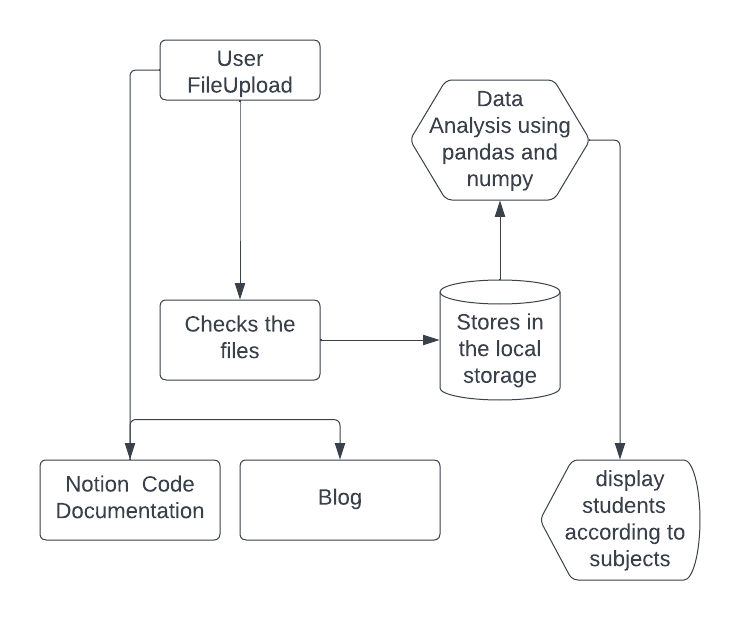 User
FileUpload
Data
Analysis using
pandas and
numpy
Checks the
files
Stores in
the local
storage
Notion  Code
Documentation
Blog
display
students
according to
subjects